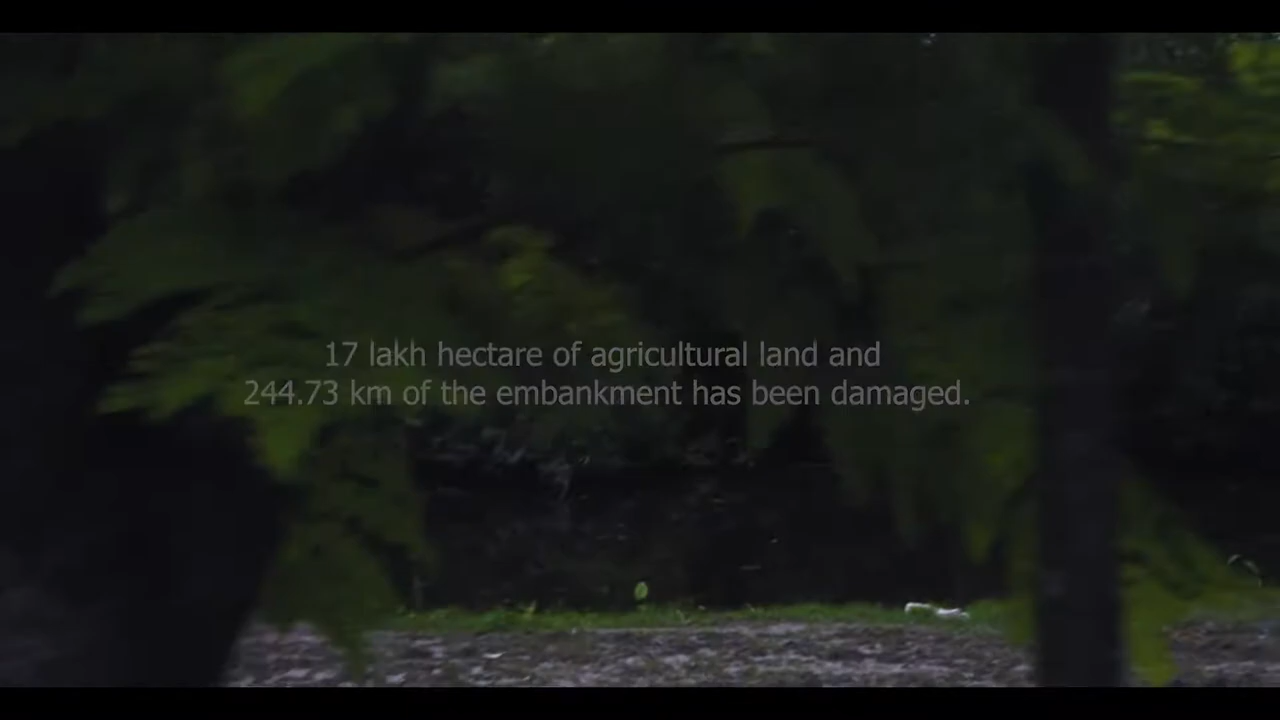 17 lakh hectare of agricultural land and
244.73 km of the embankment has been damaged.